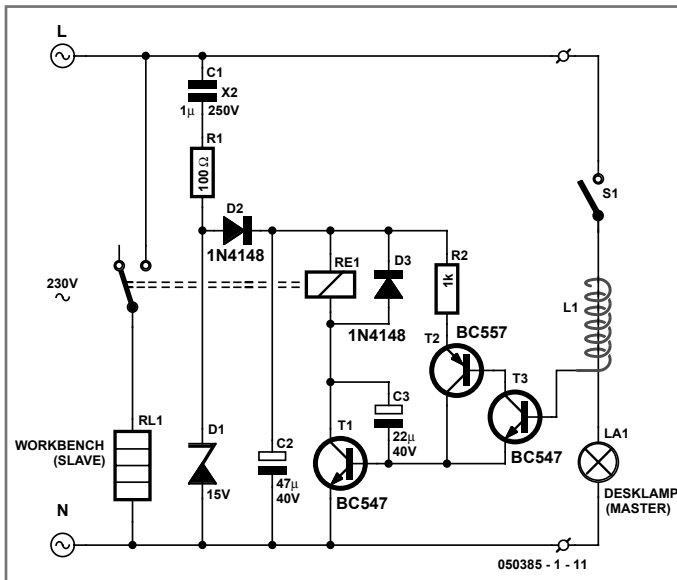 L
C1
X2
1µ 250V
R1
100 Ω
D2
1N4148
S1
RE1
D3
R2
1k
230V
~
1N4148
L1
T2
BC557
C3
T3
22µ
40V
T1
RL1
D1
LA1
WORKBENCH
(SLAVE)
C2
47µ
40V
15V
BC547
BC547
DESKLAMP
(MASTER)
N
050385 - 1 - 11